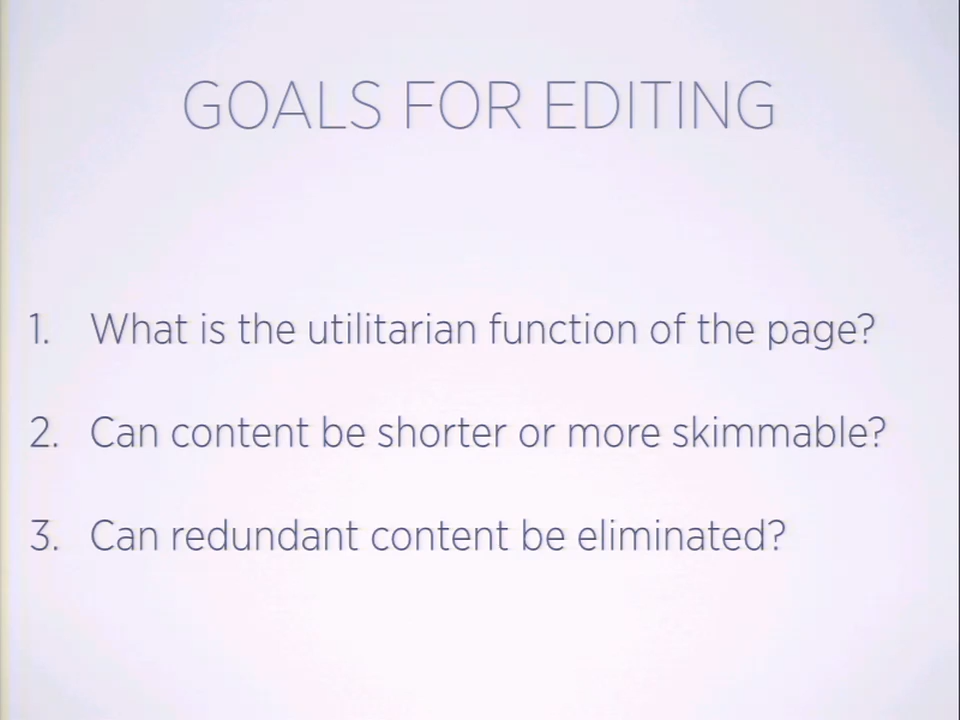 GOALS FOR EDITING
1. What is the utilitarian function of the page?
2. Can content be shorter or more skimmable?
3. Can redundant content be eliminated?